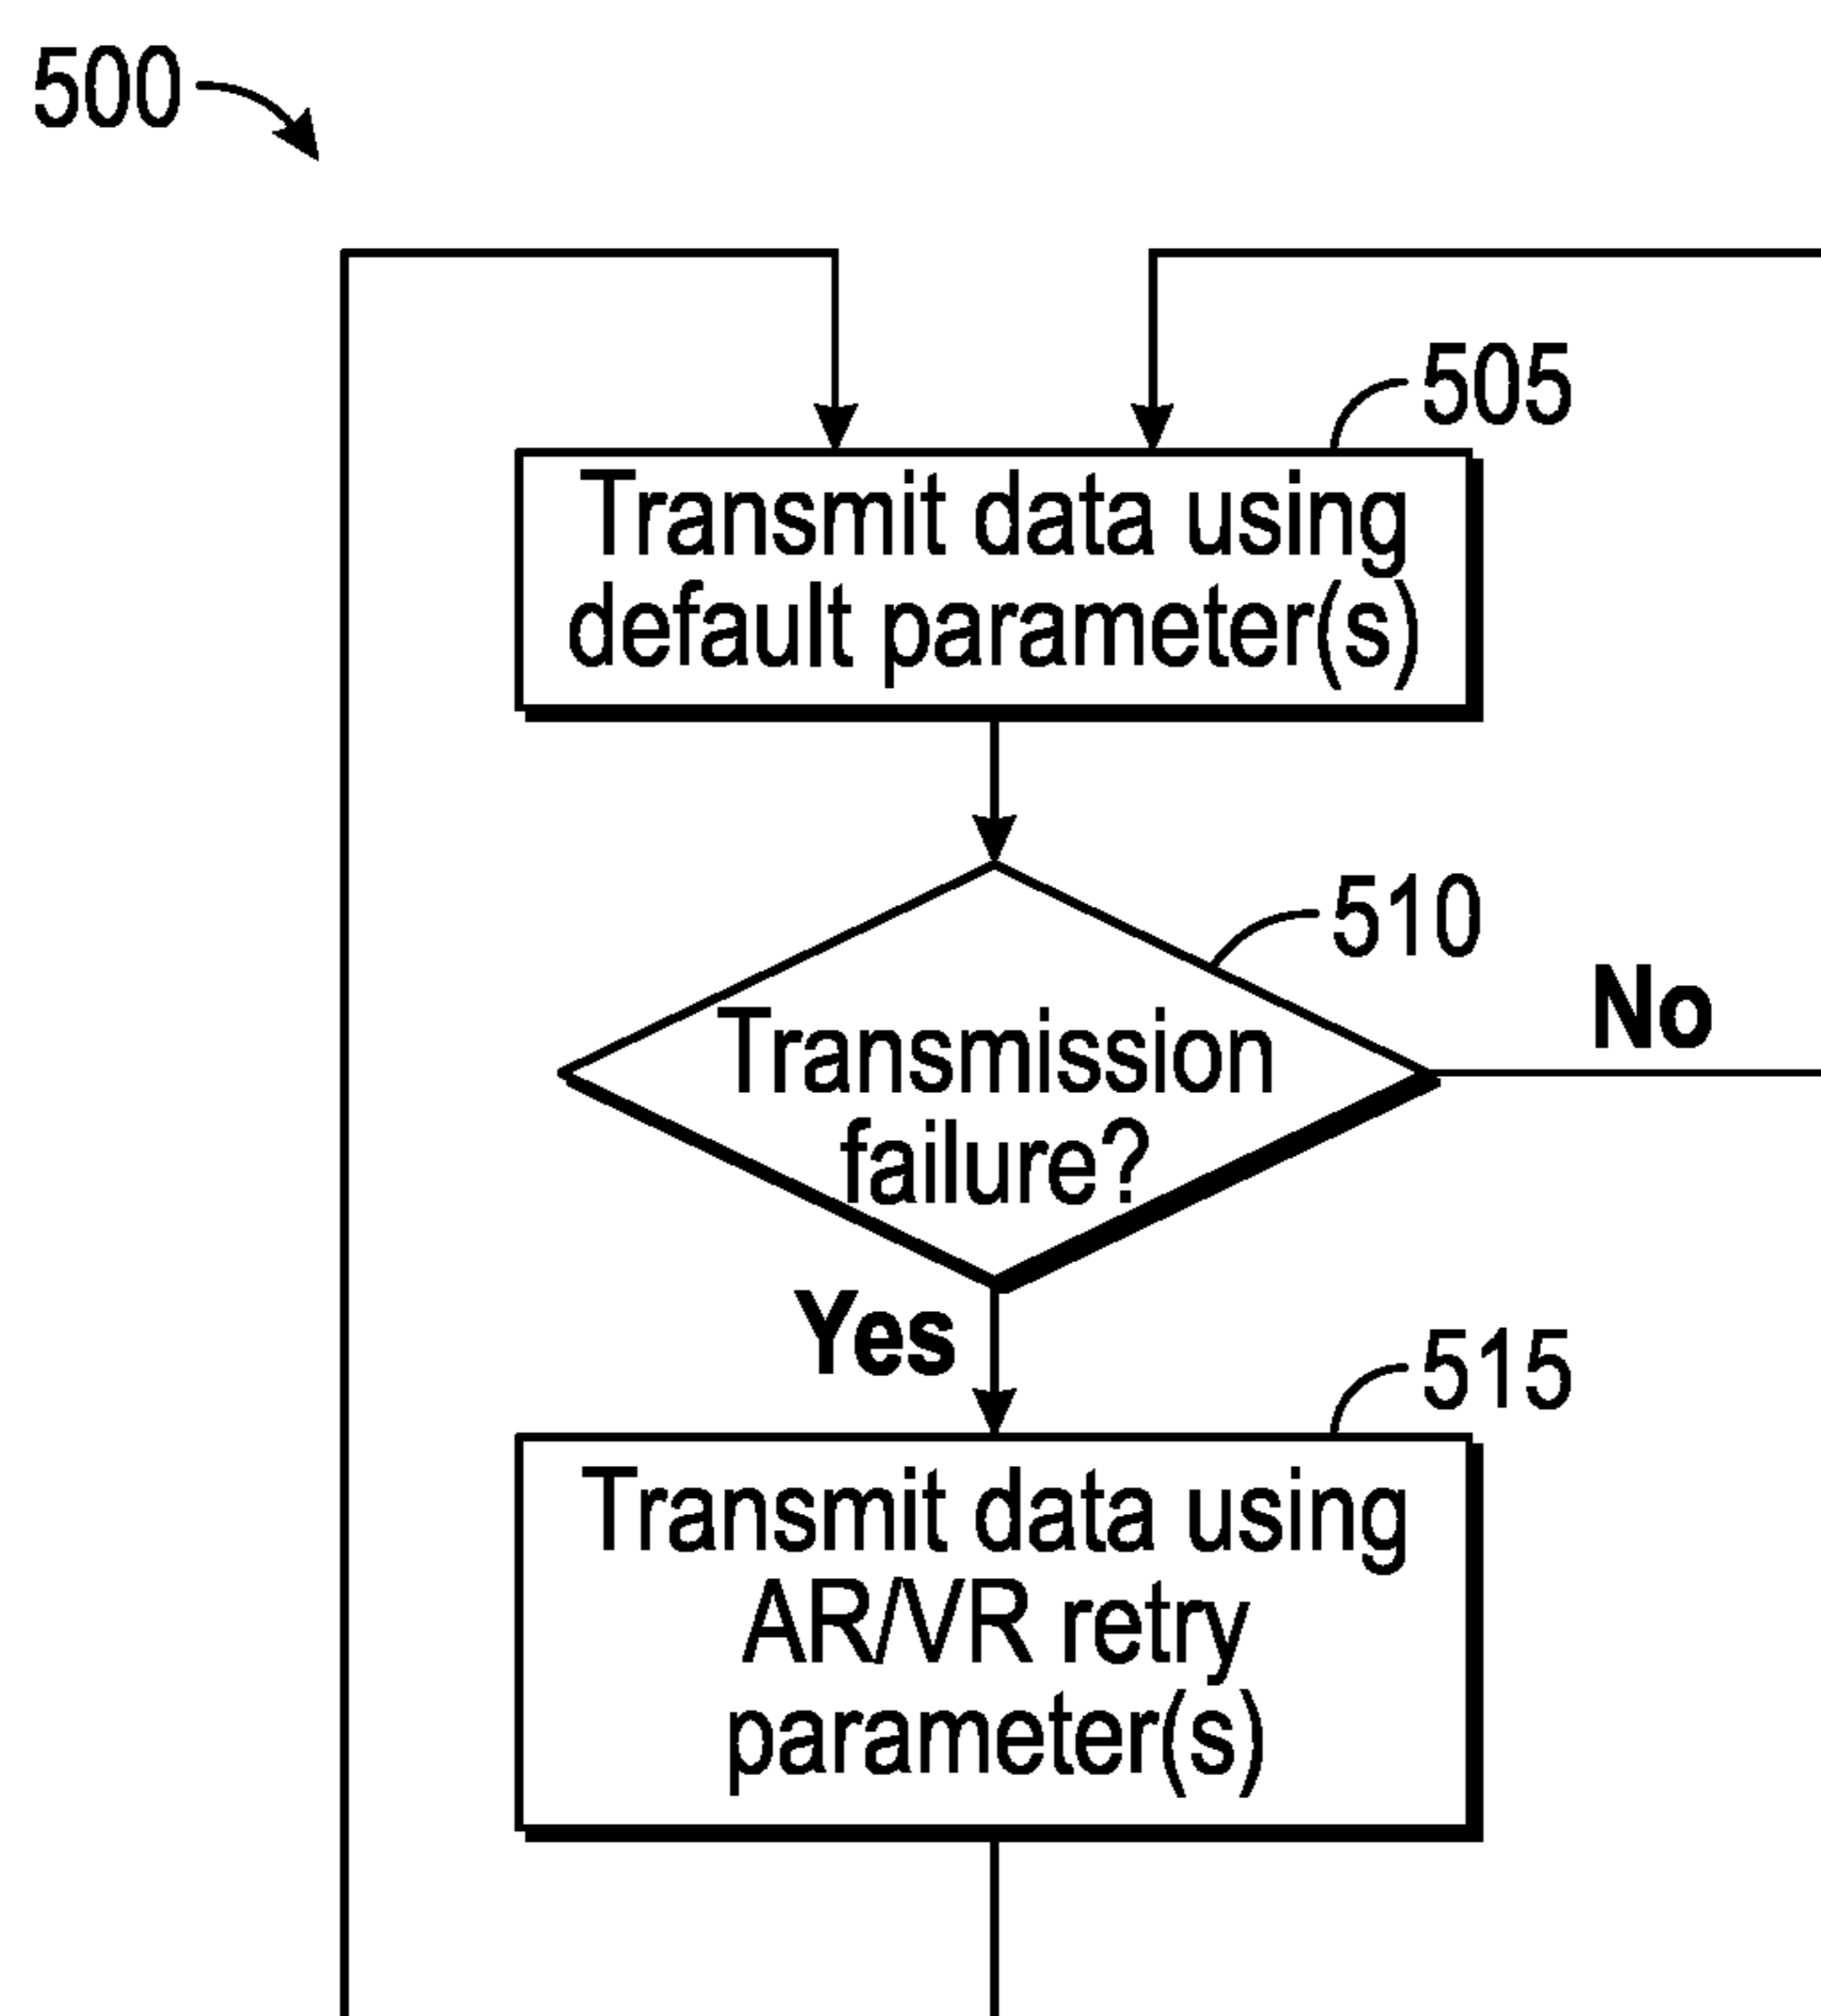 500
505
Transmit data using
default parameter(s)
510
No
Transmission
failure?
Yes
515
Transmit data using
AR/VR retry
parameter(s)